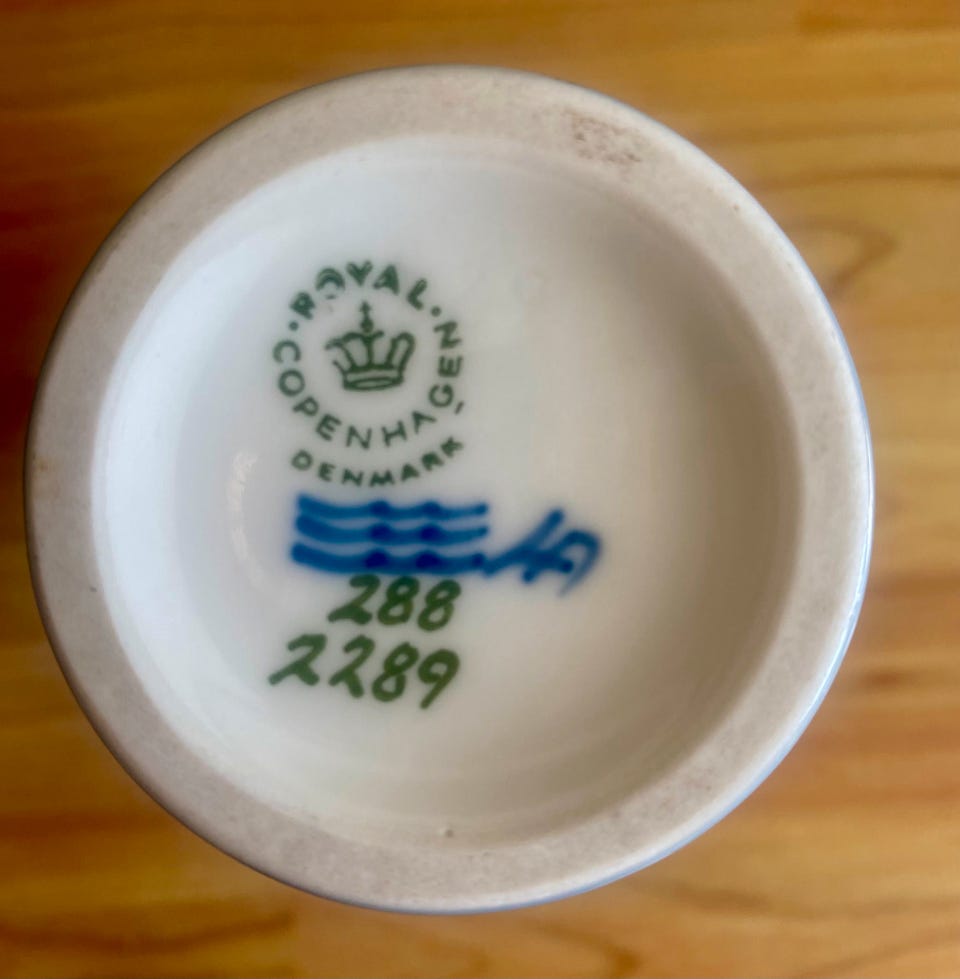 ROYAL · COPENHAGEN ·
DENMARK
288
2289